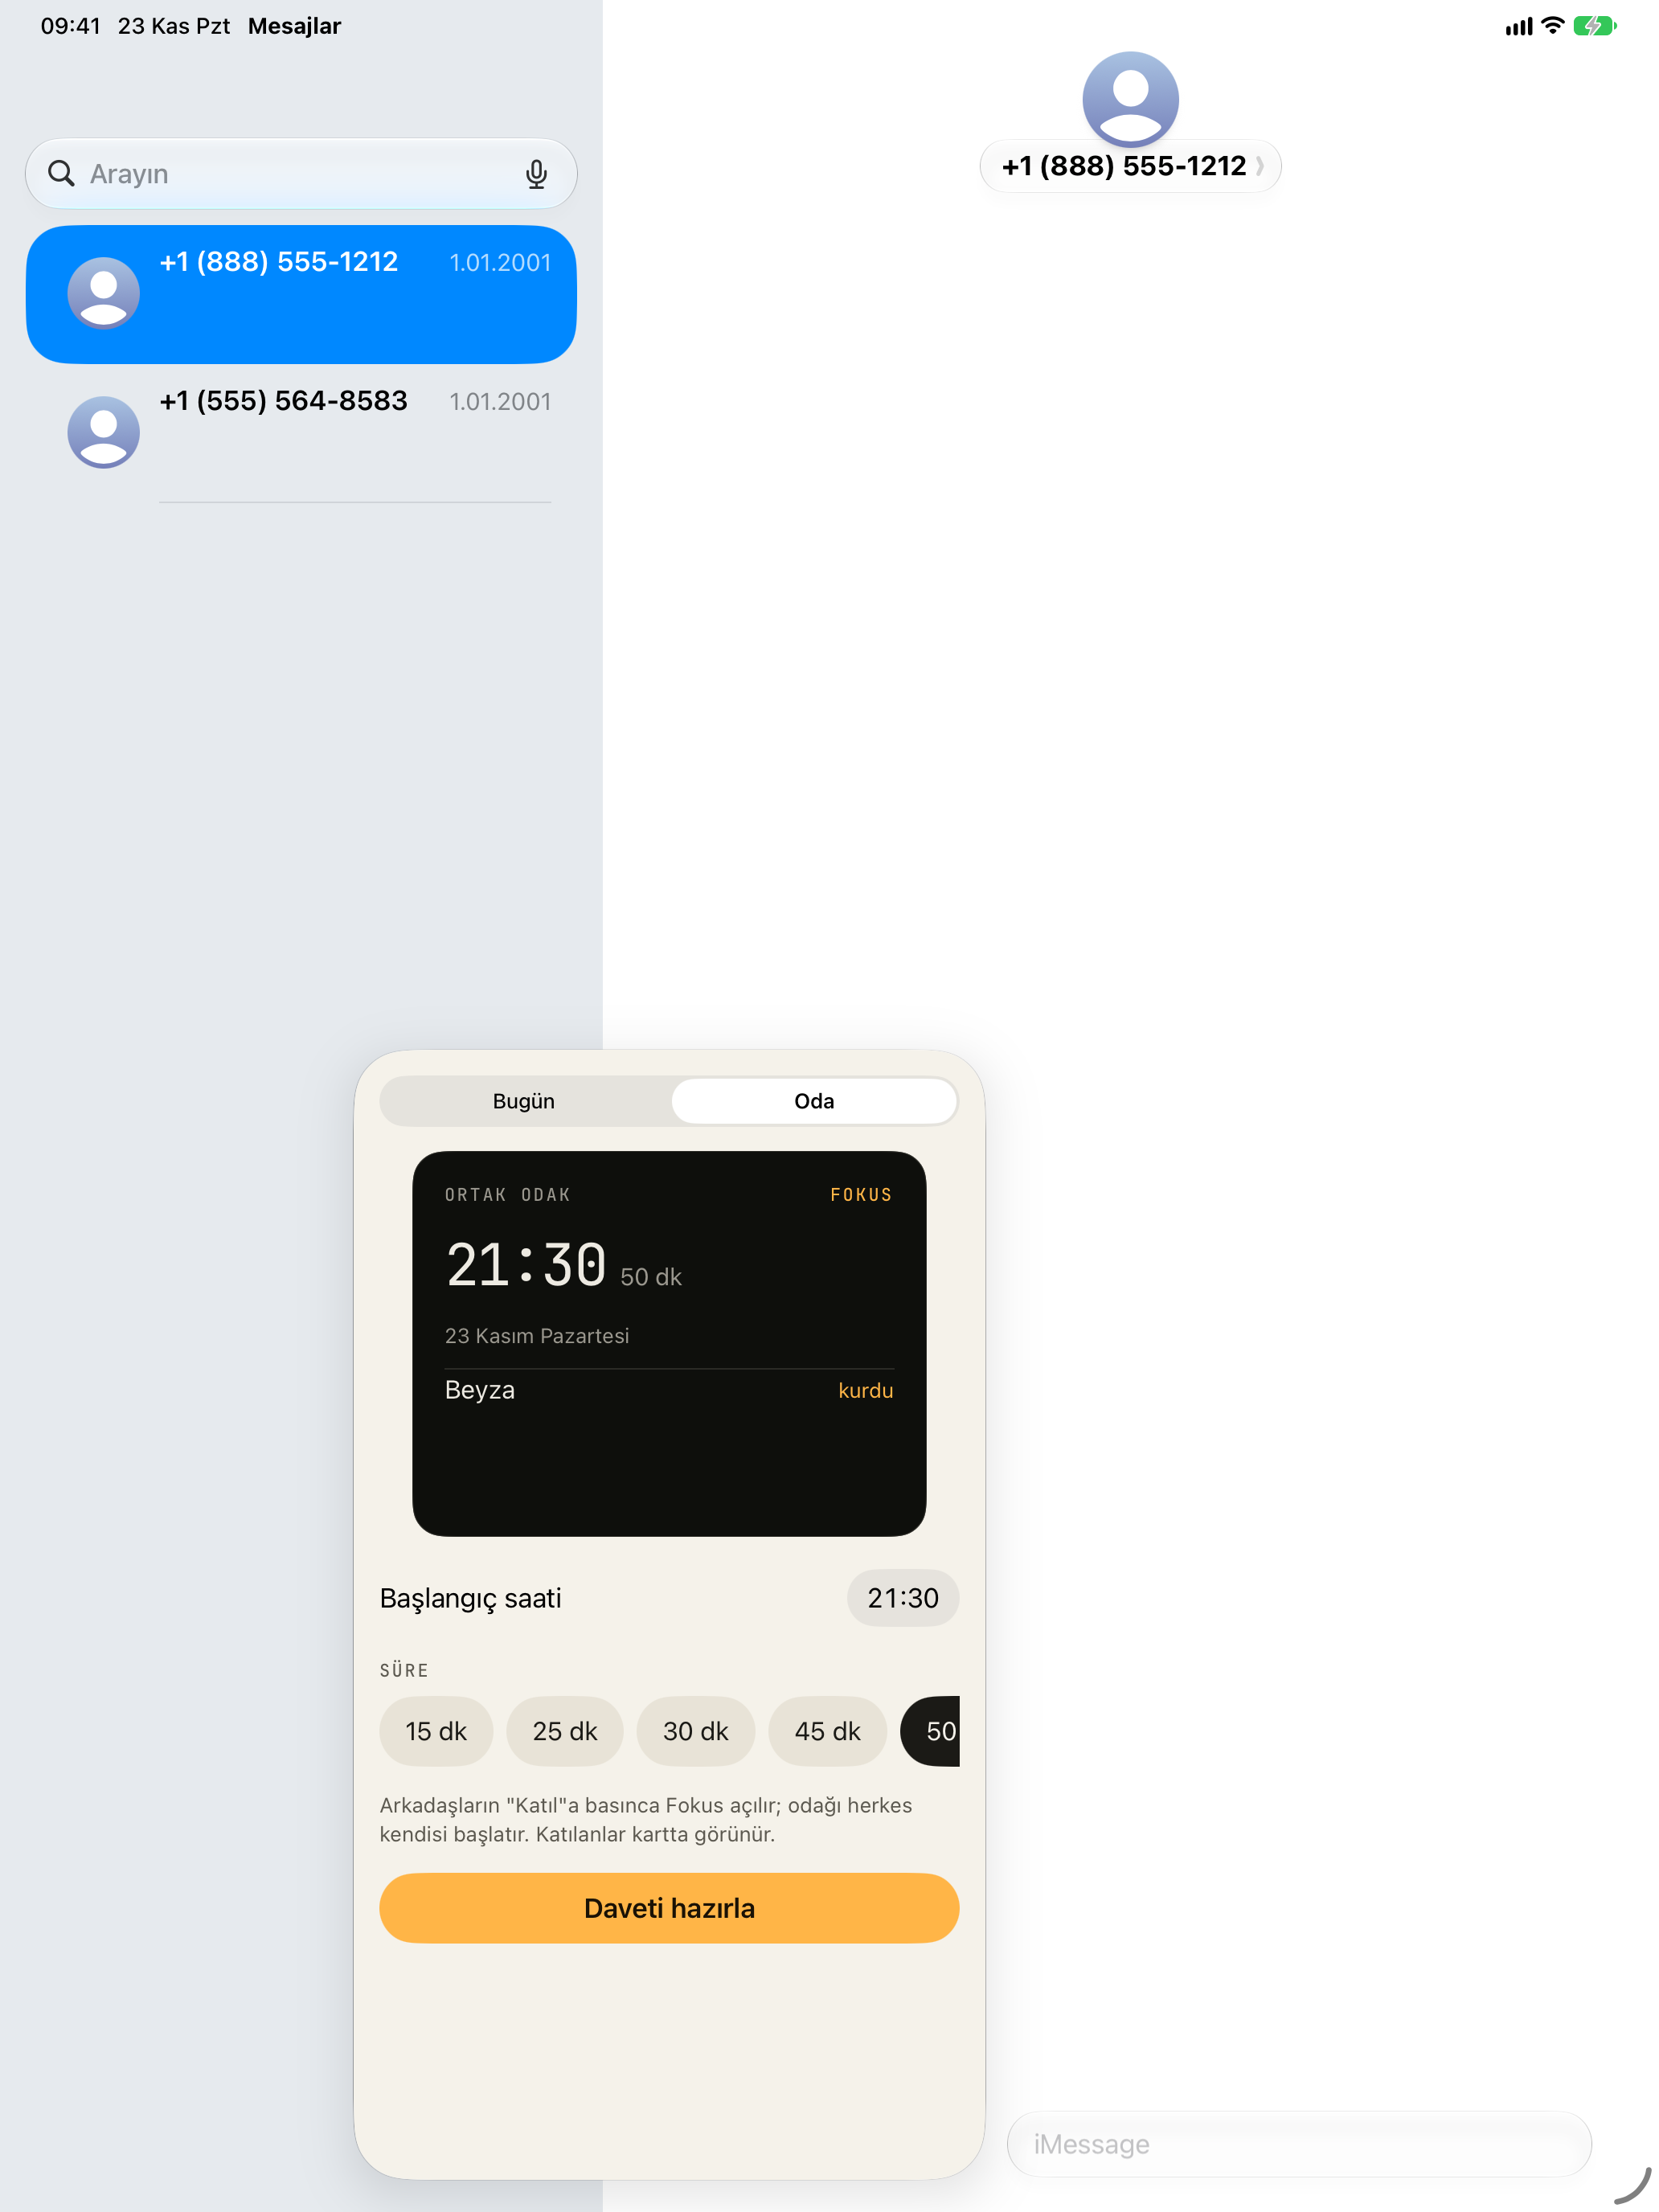 09:41 23 Kas Pzt Mesajlar
+1 (888) 555-1212
Arayın
+1 (888) 555-1212 1.01.2001
+1 (555) 564-8583 1.01.2001
Bugün Oda
ORTAK ODAK FOKUS
21:30 50 dk
23 Kasım Pazartesi
Beyza kurdu
Başlangıç saati 21:30
SÜRE
15 dk 25 dk 30 dk 45 dk 50
Arkadaşların "Katıl"a basınca Fokus açılır; odağı herkes
kendisi başlatır. Katılanlar kartta görünür.
Daveti hazırla
iMessage